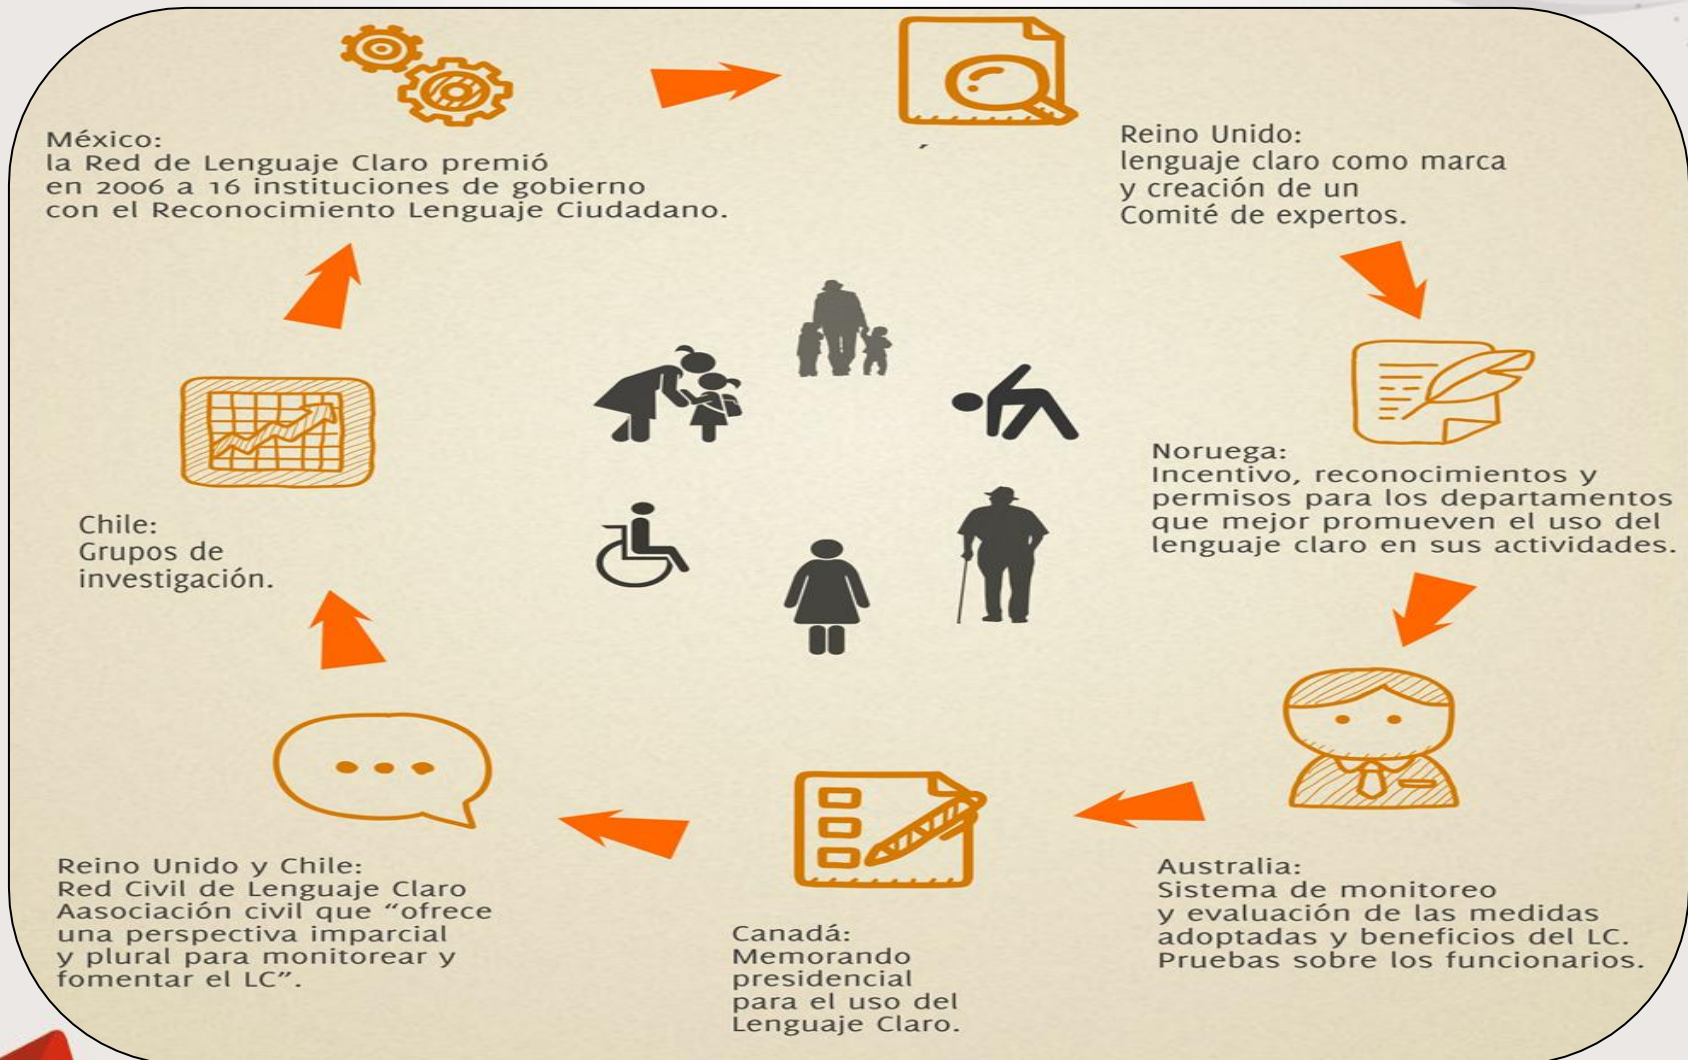 México:
la Red de Lenguaje Claro premió
en 2006 a 16 instituciones de gobierno
con el Reconocimiento Lenguaje Ciudadano.
Reino Unido:
lenguaje claro como marca
y creación de un
Comité de expertos.
Noruega:
Incentivo, reconocimientos y
permisos para los departamentos
que mejor promueven el uso del
lenguaje claro en sus actividades.
Australia:
Sistema de monitoreo
y evaluación de las medidas
adoptadas y beneficios del LC.
Pruebas sobre los funcionarios.
Canadá:
Memorando
presidencial
para el uso del
Lenguaje Claro.
Reino Unido y Chile:
Red Civil de Lenguaje Claro
Aasociación civil que “ofrece
una perspectiva imparcial
y plural para monitorear y
fomentar el LC”.
Chile:
Grupos de
investigación.